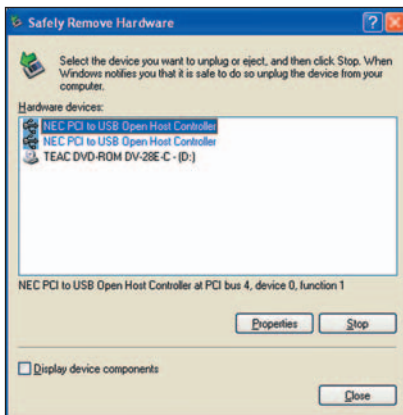 Safely Remove Hardware
Select the device you want to unplug or eject, and then click Stop. When
Windows notifies you that it is safe to do so unplug the device from your
computer.
Hardware devices:
NEC PCI to USB Open Host Controller
NEC PCI to USB Open Host Controller
TEAC DVD-ROM DV-28E-C - (D:)
NEC PCI to USB Open Host Controller at PCI bus 4, device 0, function 1
Properties
Stop
Display device components
Close